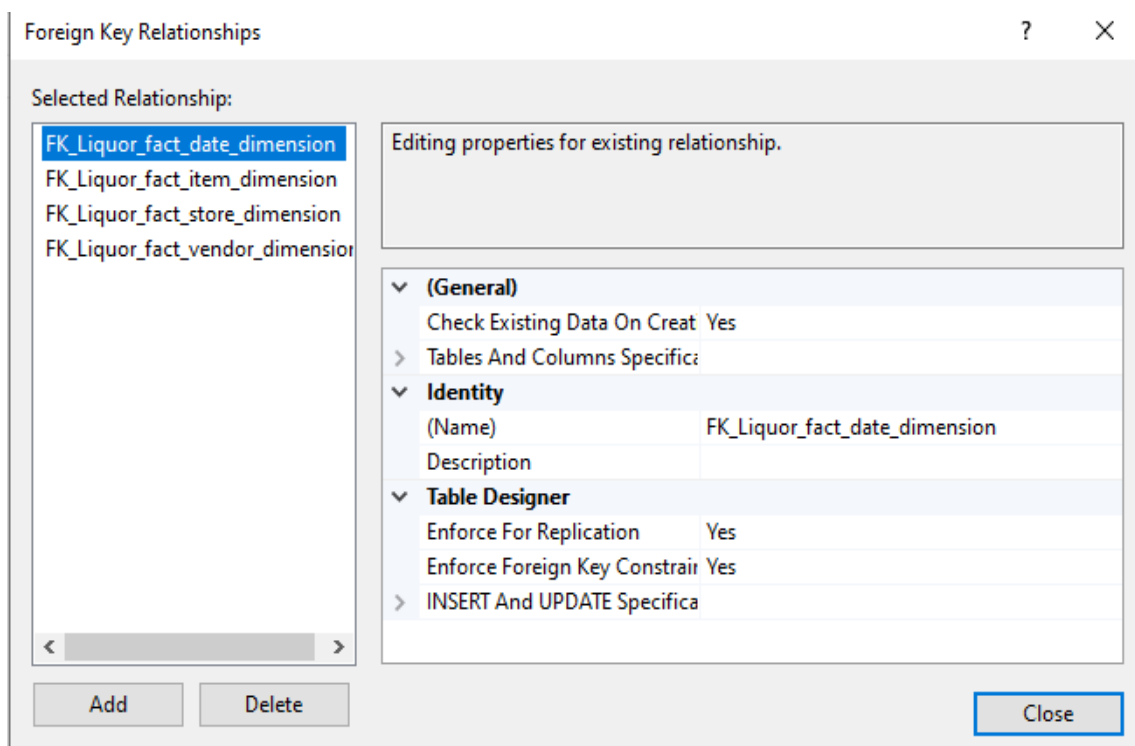 Foreign Key Relationships
?
Selected Relationship:
FK_Liquor_fact_date_dimension
FK_Liquor_fact_item_dimension
FK_Liquor_fact_store_dimension
FK_Liquor_fact_vendor_dimension
Editing properties for existing relationship.
(General)
Check Existing Data On Creat Yes
Tables And Columns Specifica
Identity
(Name) FK_Liquor_fact_date_dimension
Description
Table Designer
Enforce For Replication Yes
Enforce Foreign Key Constrair Yes
INSERT And UPDATE Specifica
Add Delete
Close